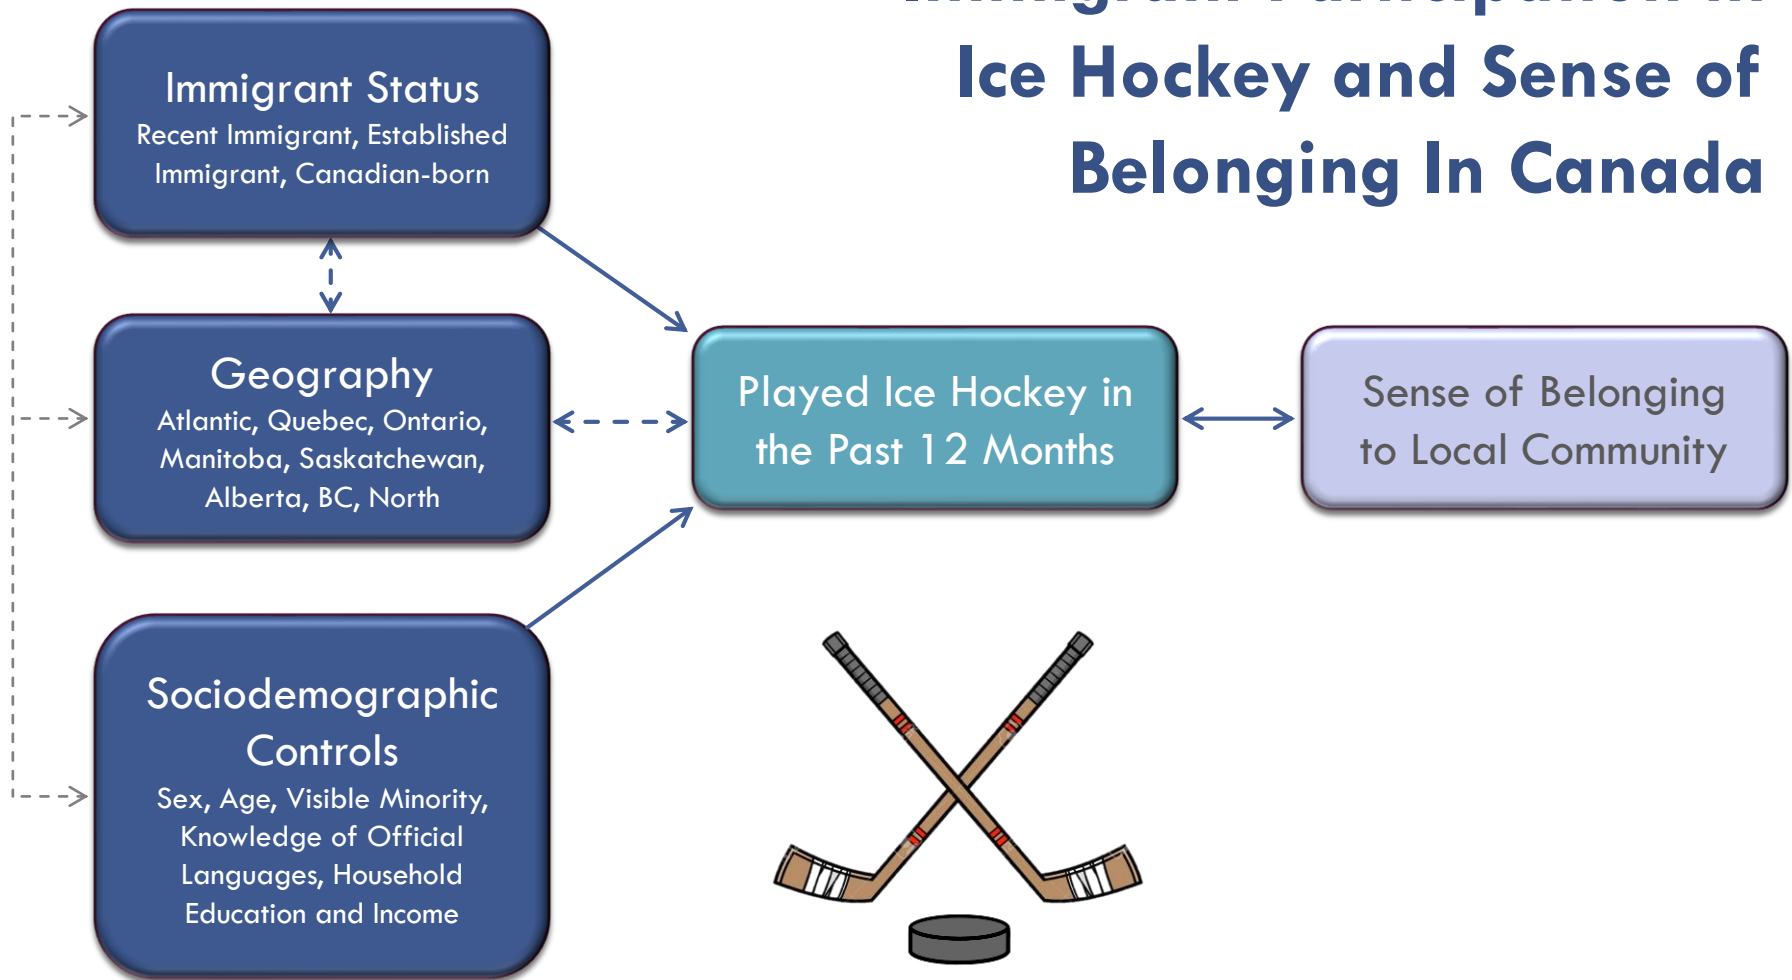 Ice Hockey and Sense of
Belonging In Canada
Immigrant Status
Recent Immigrant, Established
Immigrant, Canadian-born
Geography
Atlantic, Quebec, Ontario,
Manitoba, Saskatchewan,
Alberta, BC, North
Sociodemographic
Controls
Sex, Age, Visible Minority,
Knowledge of Official
Languages, Household
Education and Income
Played Ice Hockey in
the Past 12 Months
Sense of Belonging
to Local Community